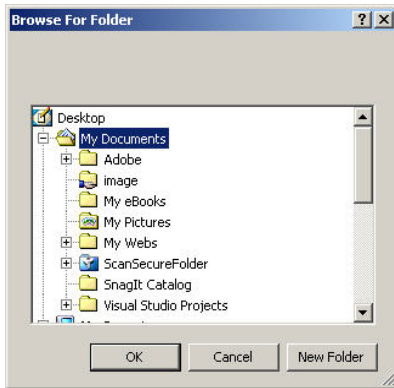 Browse For Folder
Desktop
My Documents
Adobe
image
My eBooks
My Pictures
My Webs
ScanSecureFolder
SnagIt Catalog
Visual Studio Projects
OK Cancel New Folder